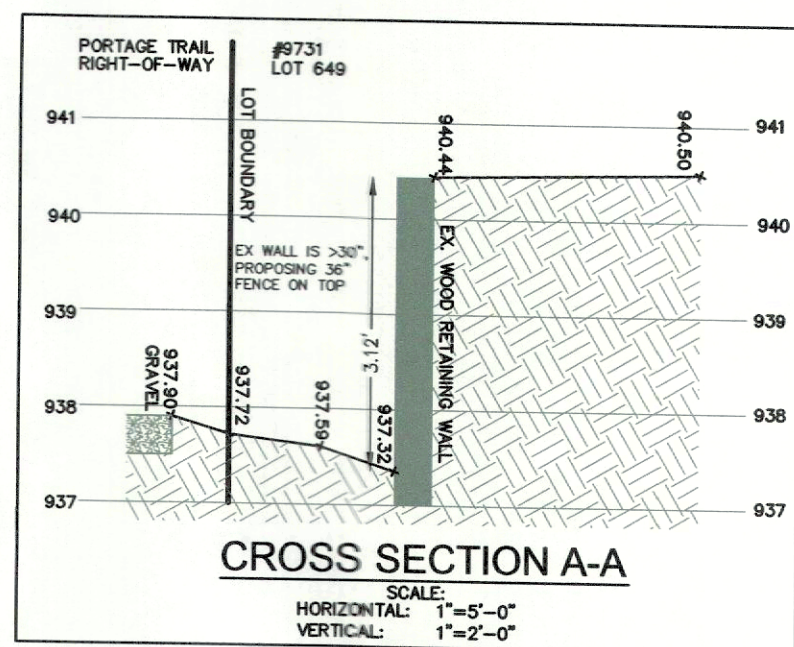 PORTAGE TRAIL
RIGHT-OF-WAY
#9731
LOT 649
941
941
940
940
939
939
938
938
937
937
LOT BOUNDARY
EX WALL IS >30",
PROPOSING 36"
FENCE ON TOP
3.12'
940.44
940.50
EX. WOOD RETAINING WALL
GRAVEL
937.90
937.72
937.59
937.32
CROSS SECTION A-A
SCALE:
HORIZONTAL: 1"=5'-0"
VERTICAL: 1"=2'-0"